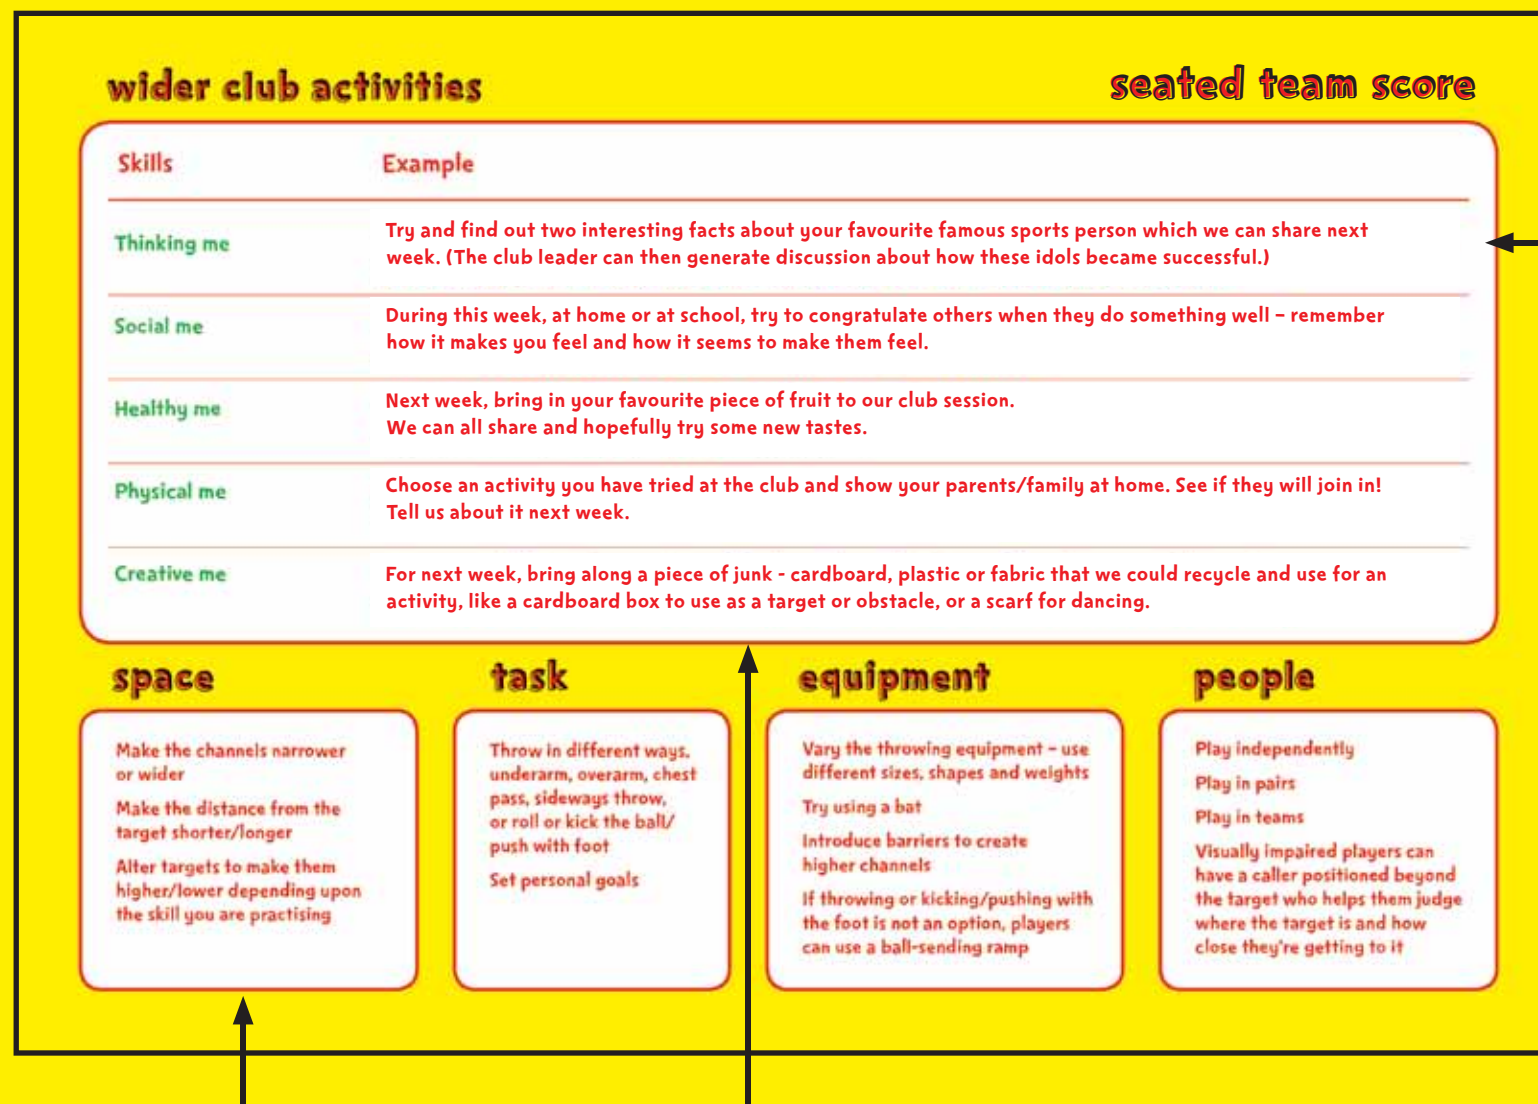 wider club activities
seated team score
Skills
Example
Thinking me
Try and find out two interesting facts about your favourite famous sports person which we can share next
week. (The club leader can then generate discussion about how these idols became successful.)
Social me
During this week, at home or at school, try to congratulate others when they do something well – remember
how it makes you feel and how it seems to make them feel.
Healthy me
Next week, bring in your favourite piece of fruit to our club session.
We can all share and hopefully try some new tastes.
Physical me
Choose an activity you have tried at the club and show your parents/family at home. See if they will join in!
Tell us about it next week.
Creative me
For next week, bring along a piece of junk - cardboard, plastic or fabric that we could recycle and use for an
activity, like a cardboard box to use as a target or obstacle, or a scarf for dancing.
space
Make the channels narrower
or wider
Make the distance from the
target shorter/longer
Alter targets to make them
higher/lower depending upon
the skill you are practising
task
Throw in different ways,
underarm, overarm, chest
pass, sideways throw,
or roll or kick the ball/
push with foot
Set personal goals
equipment
Vary the throwing equipment – use
different sizes, shapes and weights
Try using a bat
Introduce barriers to create
higher channels
If throwing or kicking/pushing with
the foot is not an option, players
can use a ball-sending ramp
people
Play independently
Play in pairs
Play in teams
Visually impaired players can
have a caller positioned beyond
the target who helps them judge
where the target is and how
close they're getting to it